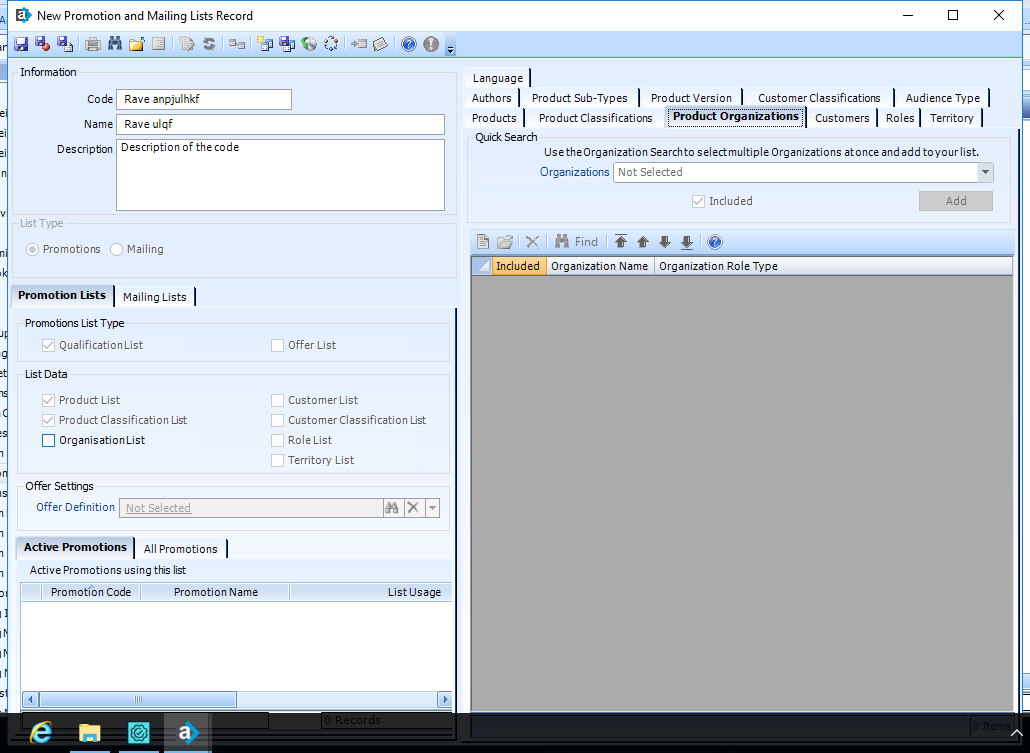 New Promotion and Mailing Lists Record
Information
Code Rave anpjulhkf
Name Rave ulqf
Description Description of the code
List Type
Promotions Mailing
Promotion Lists Mailing Lists
Promotions List Type
Qualification List Offer List
List Data
Product List Customer List
Product Classification List Customer Classification List
Organisation List Role List
Territory List
Offer Settings
Offer Definition Not Selected
Active Promotions All Promotions
Active Promotions using this list
Promotion Code Promotion Name List Usage
0 Records
Language
Authors Product Sub-Types Product Version Customer Classifications Audience Type
Products Product Classifications Product Organizations Customers Roles Territory
Quick Search
Use the Organization Search to select multiple Organizations at once and add to your list.
Organizations Not Selected
Included Add
Find
Included Organization Name Organization Role Type
0 Items